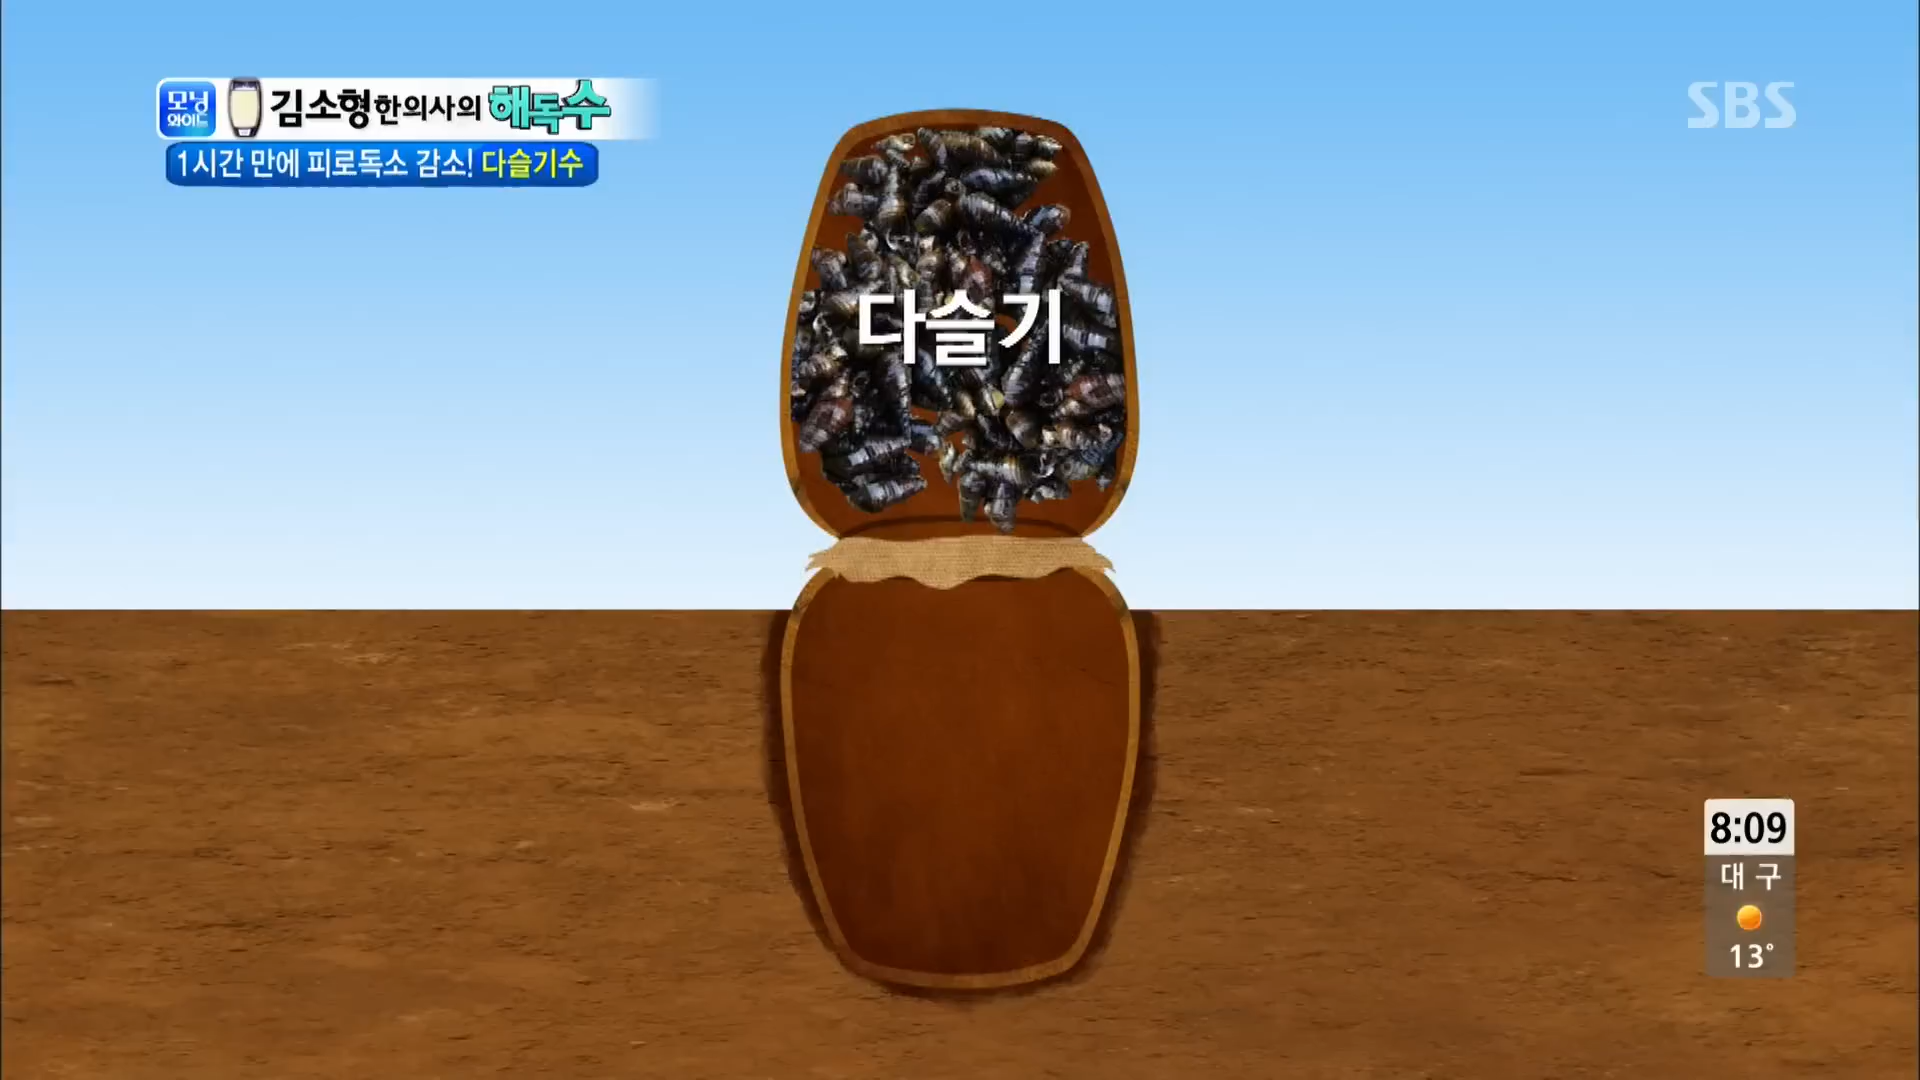 모닝와이드
김소형한의사의 해독수
1시간 만에 피로독소 감소! 다슬기수
SBS
다슬기
8:09
대구
13°